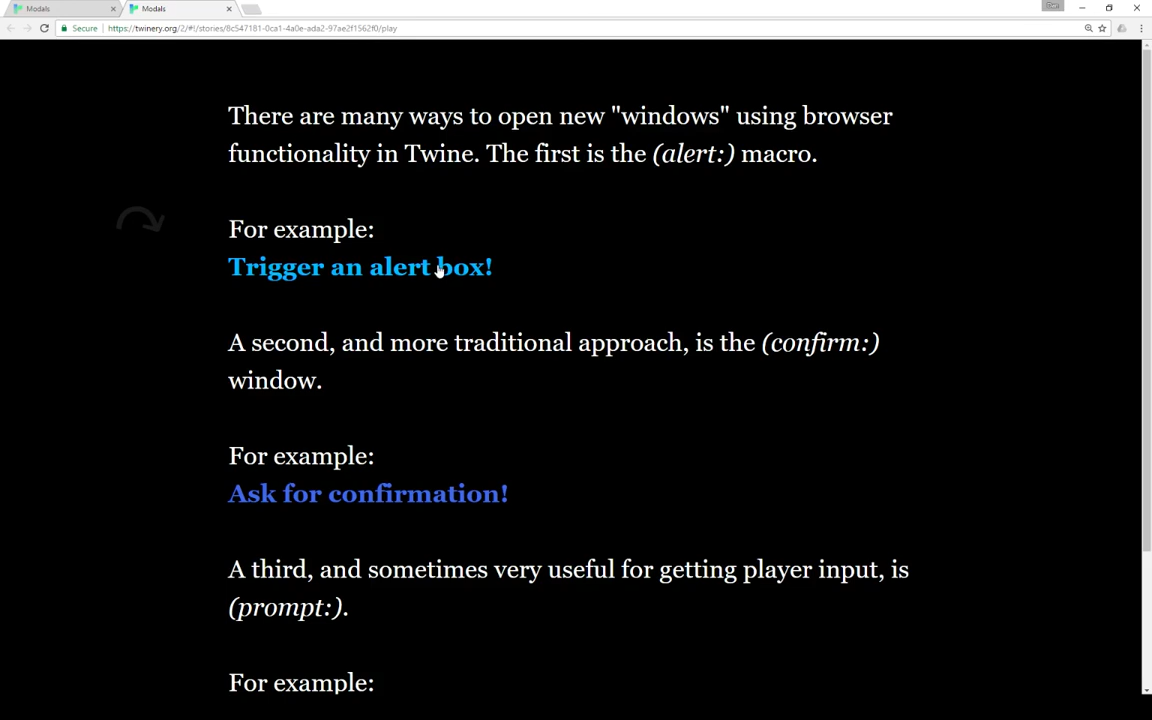 Modals
Modals
Secure
https://twinery.org/2/#!/stories/8c547181-0ca1-4a0e-ada2-97ae2f1562f0/play
There are many ways to open new "windows" using browser
functionality in Twine. The first is the (alert:) macro.
For example:
Trigger an alert box!
A second, and more traditional approach, is the (confirm:)
window.
For example:
Ask for confirmation!
A third, and sometimes very useful for getting player input, is
(prompt:).
For example: